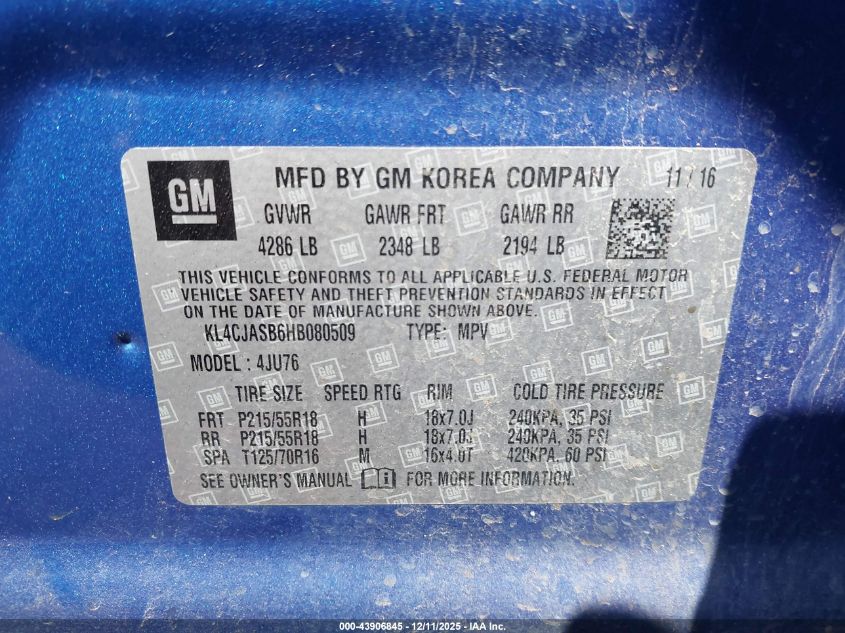 GM MFD BY GM KOREA COMPANY 11 / 16
GVWR GAWR FRT GAWR RR
4286 LB 2348 LB 2194 LB
THIS VEHICLE CONFORMS TO ALL APPLICABLE U.S. FEDERAL MOTOR
VEHICLE SAFETY AND THEFT PREVENTION STANDARDS IN EFFECT
ON THE DATE OF MANUFACTURE SHOWN ABOVE.
KL4CJASB6HB080509 TYPE: MPV
MODEL : 4JU76
TIRE SIZE SPEED RTG RIM COLD TIRE PRESSURE
FRT P215/55R18 H 18x7.0J 240KPA, 35 PSI
RR P215/55R18 H 18x7.0J 240KPA, 35 PSI
SPA T125/70R16 M 16x4.0T 420KPA, 60 PSI
SEE OWNER'S MANUAL FOR MORE INFORMATION.
000-43906845 - 12/11/2025 - IAA Inc.